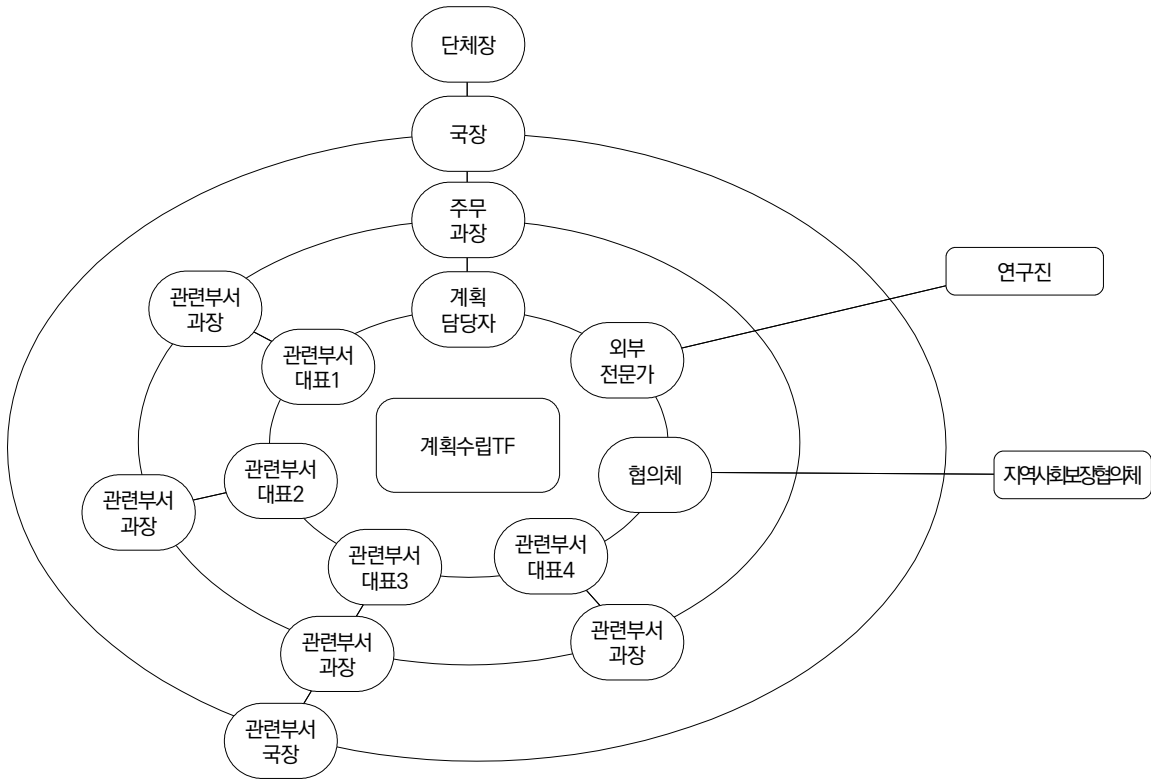 단체장
국장
주무
과장
계획
담당자
연구진
관련부서
과장
외부
전문가
관련부서
대표1
계획수립TF
관련부서
대표2
협의체
지역사회보장협의체
관련부서
과장
관련부서
대표3
관련부서
대표4
관련부서
과장
관련부서
과장
관련부서
국장